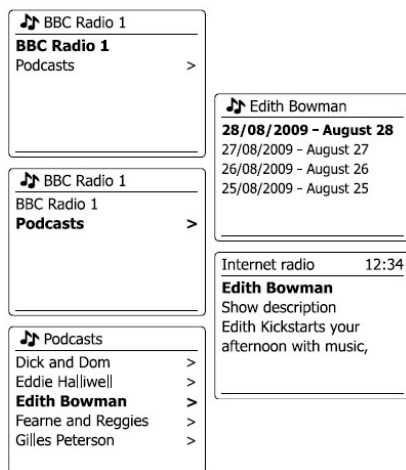 BBC Radio 1
BBC Radio 1
Podcasts >
BBC Radio 1
BBC Radio 1
Podcasts >
Podcasts
Dick and Dom >
Eddie Halliwell >
Edith Bowman >
Fearne and Reggies >
Gilles Peterson >
Edith Bowman
28/08/2009 - August 28
27/08/2009 - August 27
26/08/2009 - August 26
25/08/2009 - August 25
Internet radio 12:34
Edith Bowman
Show description
Edith Kickstarts your
afternoon with music,